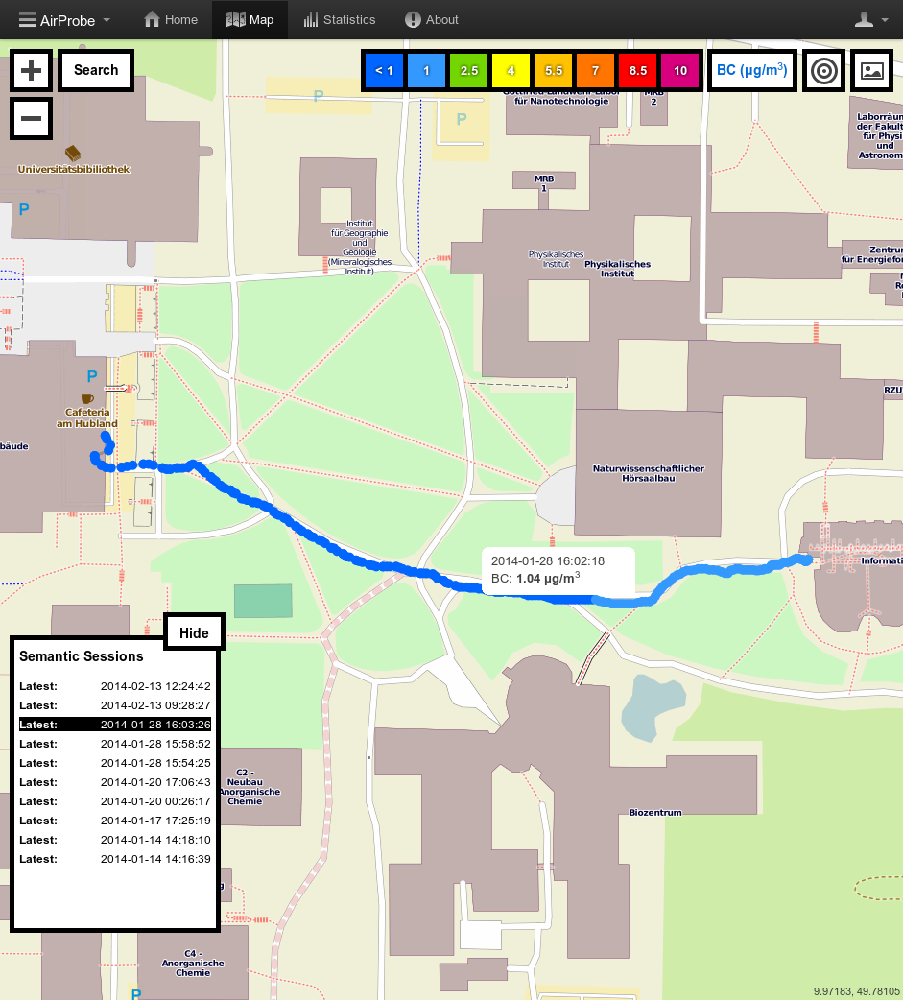 AirProbe
Home
Map
Statistics
About
Search
< 1
1
2.5
4
5.5
7
8.5
10
BC (µg/m³)
für Nanotechnologie
MRB
2
P
P
Laborräum
der Fakult
für Physi
und
Astronom
Universitätsbibliothek
MRB
1
P
Institut
für Geographie
und
Geologie
(Mineralogisches
Institut)
Physikalisches
Institut
Physikalisches
Institut
Zentru
für Energiefor
P
Cafeteria
am Hubland
RZU
bäude
Naturwissenschaftlicher
Hörsaalbau
2014-01-28 16:02:18
BC: 1.04 µg/m³
Informati
Hide
Semantic Sessions
Latest: 2014-02-13 12:24:42
Latest: 2014-02-13 09:28:27
Latest: 2014-01-28 16:03:26
Latest: 2014-01-28 15:58:52
Latest: 2014-01-28 15:54:25
Latest: 2014-01-20 17:06:43
Latest: 2014-01-20 00:26:17
Latest: 2014-01-17 17:25:19
Latest: 2014-01-14 14:18:10
Latest: 2014-01-14 14:16:39
C2 -
Neubau
Anorganische
Chemie
Biozentrum
g
C4 -
Anorganische
Chemie
P
9.97183, 49.78105